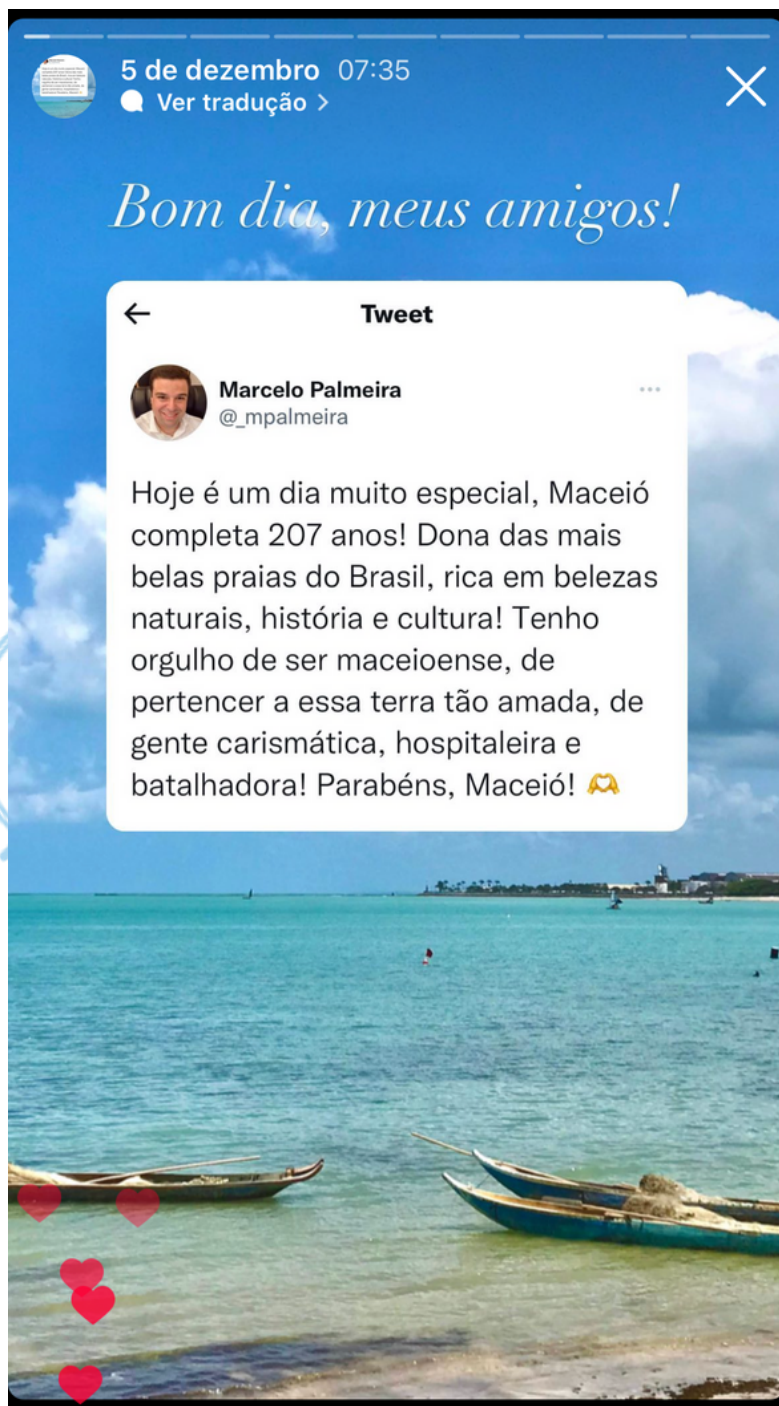 5 de dezembro 07:35
Ver tradução >
Bom dia, meus amigos!
Tweet
Marcelo Palmeira
@_mpalmeira
Hoje é um dia muito especial, Maceió
completa 207 anos! Dona das mais
belas praias do Brasil, rica em belezas
naturais, história e cultura! Tenho
orgulho de ser maceioense, de
pertencer a essa terra tão amada, de
gente carismática, hospitaleira e
batalhadora! Parabéns, Maceió! 🫶